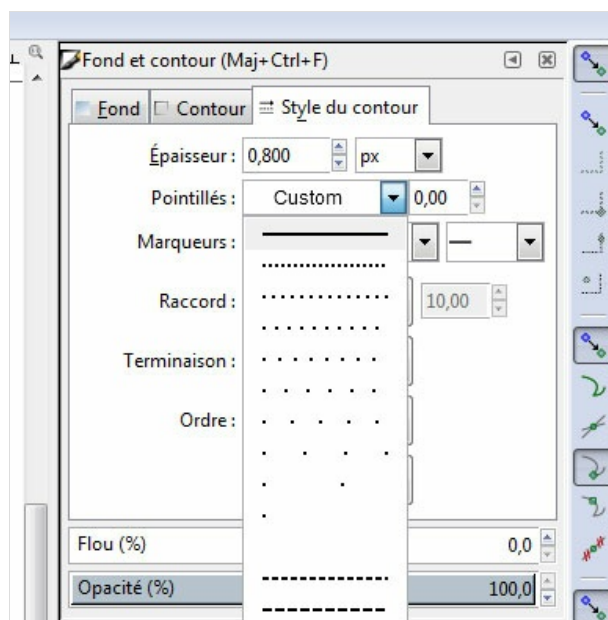 Fond et contour (Maj+Ctrl+F)
Fond Contour Style du contour
Épaisseur : 0,800 px
Pointillés : Custom 0,00
Marqueurs :
Raccord : 10,00
Terminaison :
Ordre :
Flou (%) 0,0
Opacité (%) 100,0